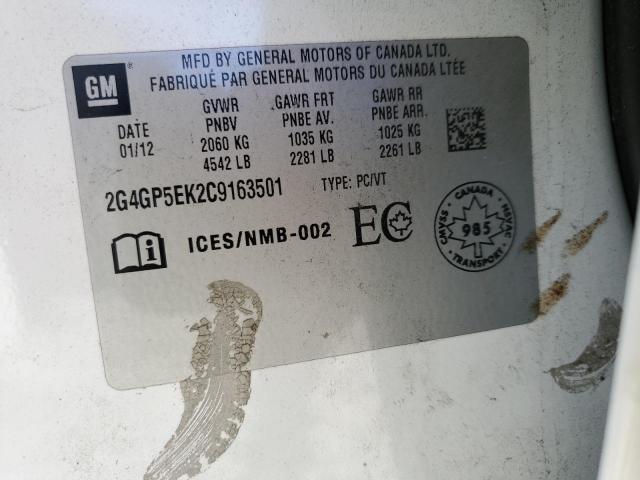 GM
MFD BY GENERAL MOTORS OF CANADA LTD.
FABRIQUÉ PAR GENERAL MOTORS DU CANADA LTÉE
DATE
01/12
GVWR
PNBV
2060 KG
4542 LB
GAWR FRT
PNBE AV.
1035 KG
2281 LB
GAWR RR
PNBE ARR.
1025 KG
2261 LB
2G4GP5EK2C9163501 TYPE: PC/VT
i ICES/NMB-002 EC
CANADA
CMVSS 985 NSVAC
TRANSPORT